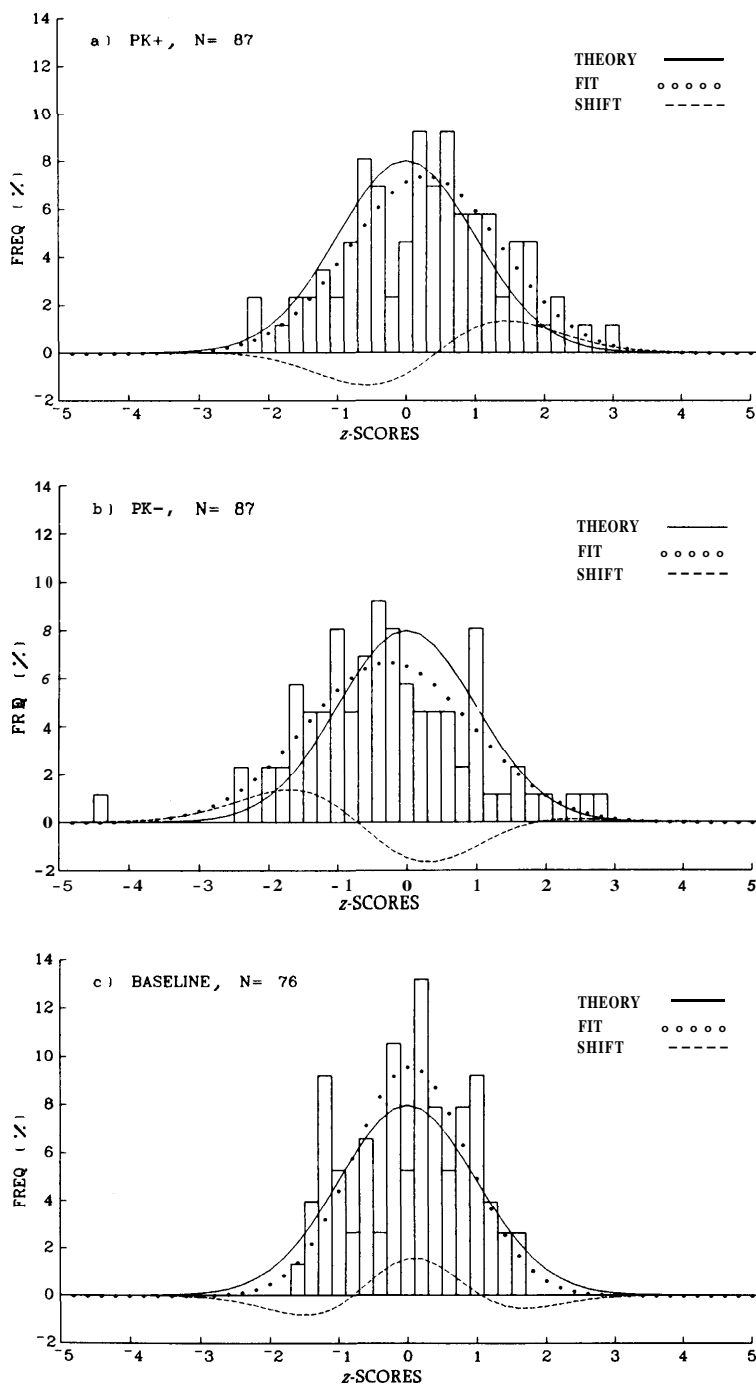 a) PK+, N= 87
THEORY
FIT
SHIFT
14
12
10
8
6
4
2
0
-2
FREQ (%)
-5 -4 -3 -2 -1 0 1 2 3 4 5
z-SCORES
b) PK-, N= 87
THEORY
FIT
SHIFT
14
12
10
8
6
4
2
0
-2
FREQ (%)
-5 -4 -3 -2 -1 0 1 2 3 4 5
z-SCORES
c) BASELINE, N= 76
THEORY
FIT
SHIFT
14
12
10
8
6
4
2
0
-2
FREQ (%)
-5 -4 -3 -2 -1 0 1 2 3 4 5
z-SCORES